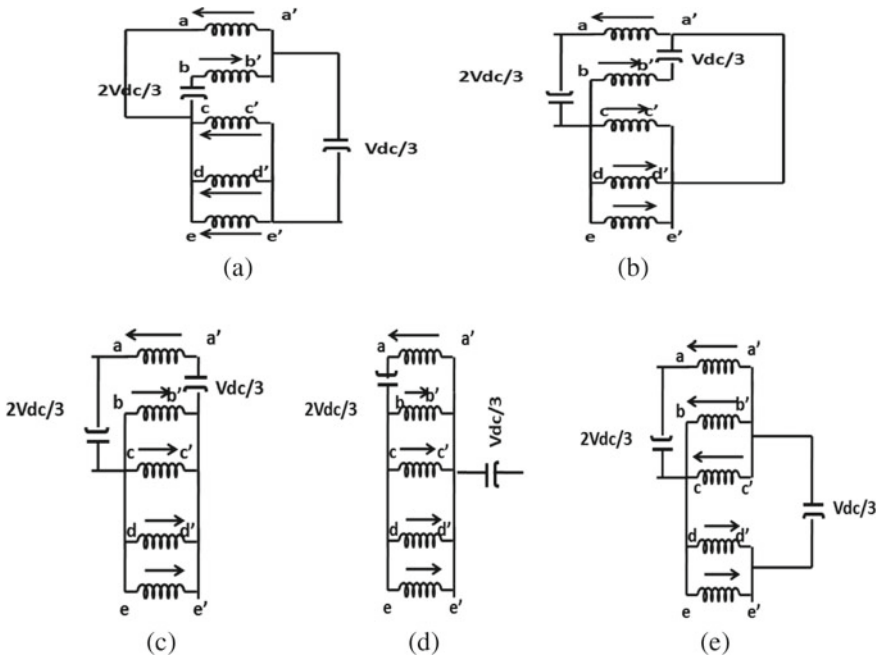 a a'
b b'
2Vdc/3
c c'
Vdc/3
d d'
e e'
(a)
a a'
b b' Vdc/3
2Vdc/3
c c'
d d'
e e'
(b)
a a'
Vdc/3
b b'
2Vdc/3
c c'
d d'
e e'
(c)
a a'
2Vdc/3
b b'
Vdc/3
c c'
d d'
e e'
(d)
a a'
b b'
2Vdc/3
c c'
Vdc/3
d d'
e e'
(e)